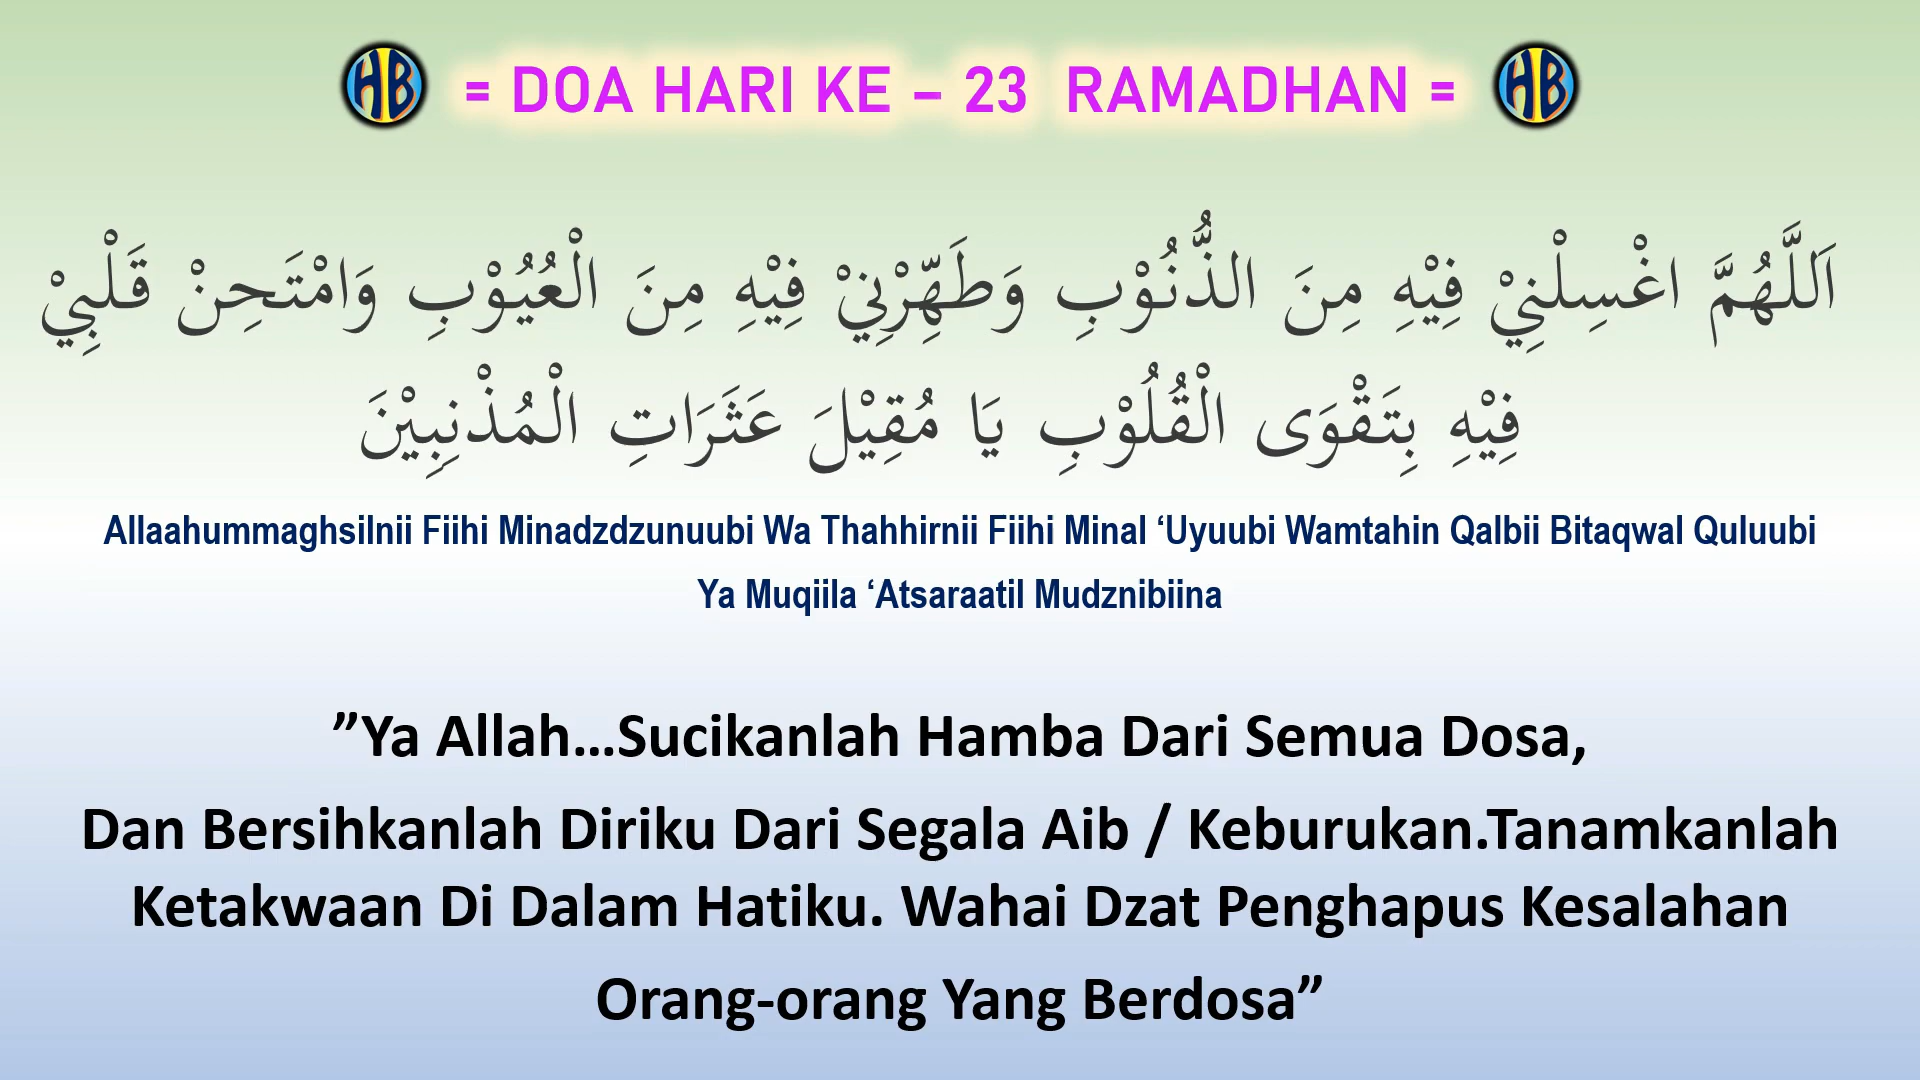 HB = DOA HARI KE – 23 RAMADHAN = HB
اَللَّهُمَّ اغْسِلْنِيْ فِيْهِ مِنَ الذُّنُوْبِ وَطَهِّرْنِيْ فِيْهِ مِنَ الْعُيُوْبِ وَامْتَحِنْ قَلْبِيْ
فِيْهِ بِتَقْوَى الْقُلُوْبِ يَا مُقِيْلَ عَثَرَاتِ الْمُذْنِبِيْنَ
Allaahummaghsilnii Fiihi Minadzdzunuubi Wa Thahhirnii Fiihi Minal ‘Uyuubi Wamtahin Qalbii Bitaqwal Quluubi
Ya Muqiila ‘Atsaraatil Mudznibiina
”Ya Allah…Sucikanlah Hamba Dari Semua Dosa,
Dan Bersihkanlah Diriku Dari Segala Aib / Keburukan.Tanamkanlah
Ketakwaan Di Dalam Hatiku. Wahai Dzat Penghapus Kesalahan
Orang-orang Yang Berdosa”